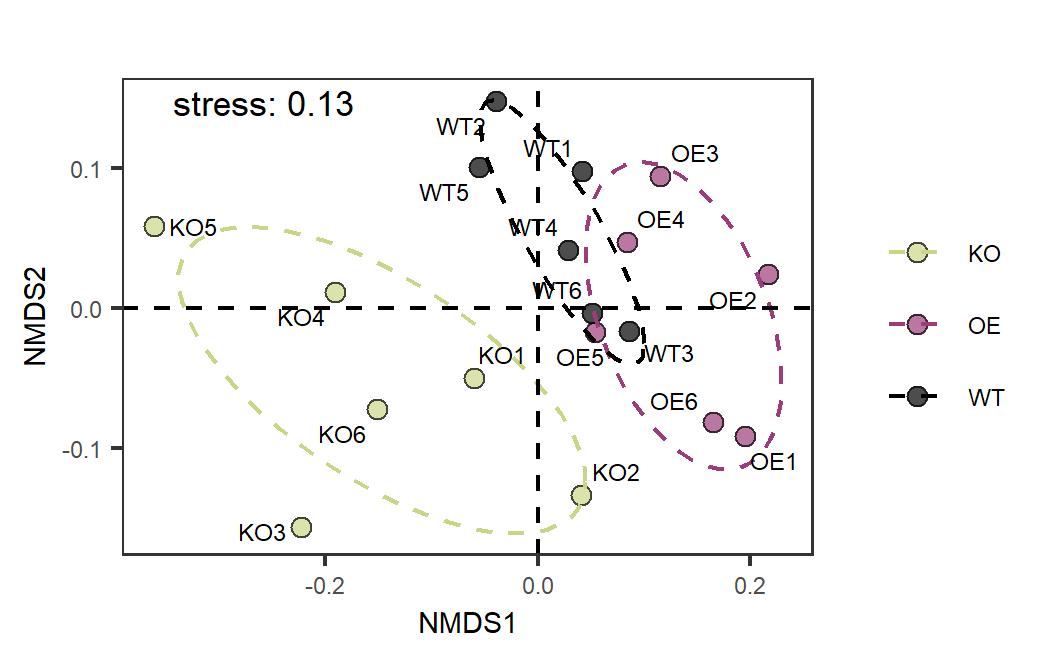 stress: 0.13
WT2
WT1
OE3
0.1
WT5
OE4
KO5
WT4
KO
WT6
OE2
NMDS2
0.0
KO4
OE
KO1
OE5
WT3
OE6
WT
KO6
-0.1
OE1
KO2
KO3
-0.2
0.0
0.2
NMDS1